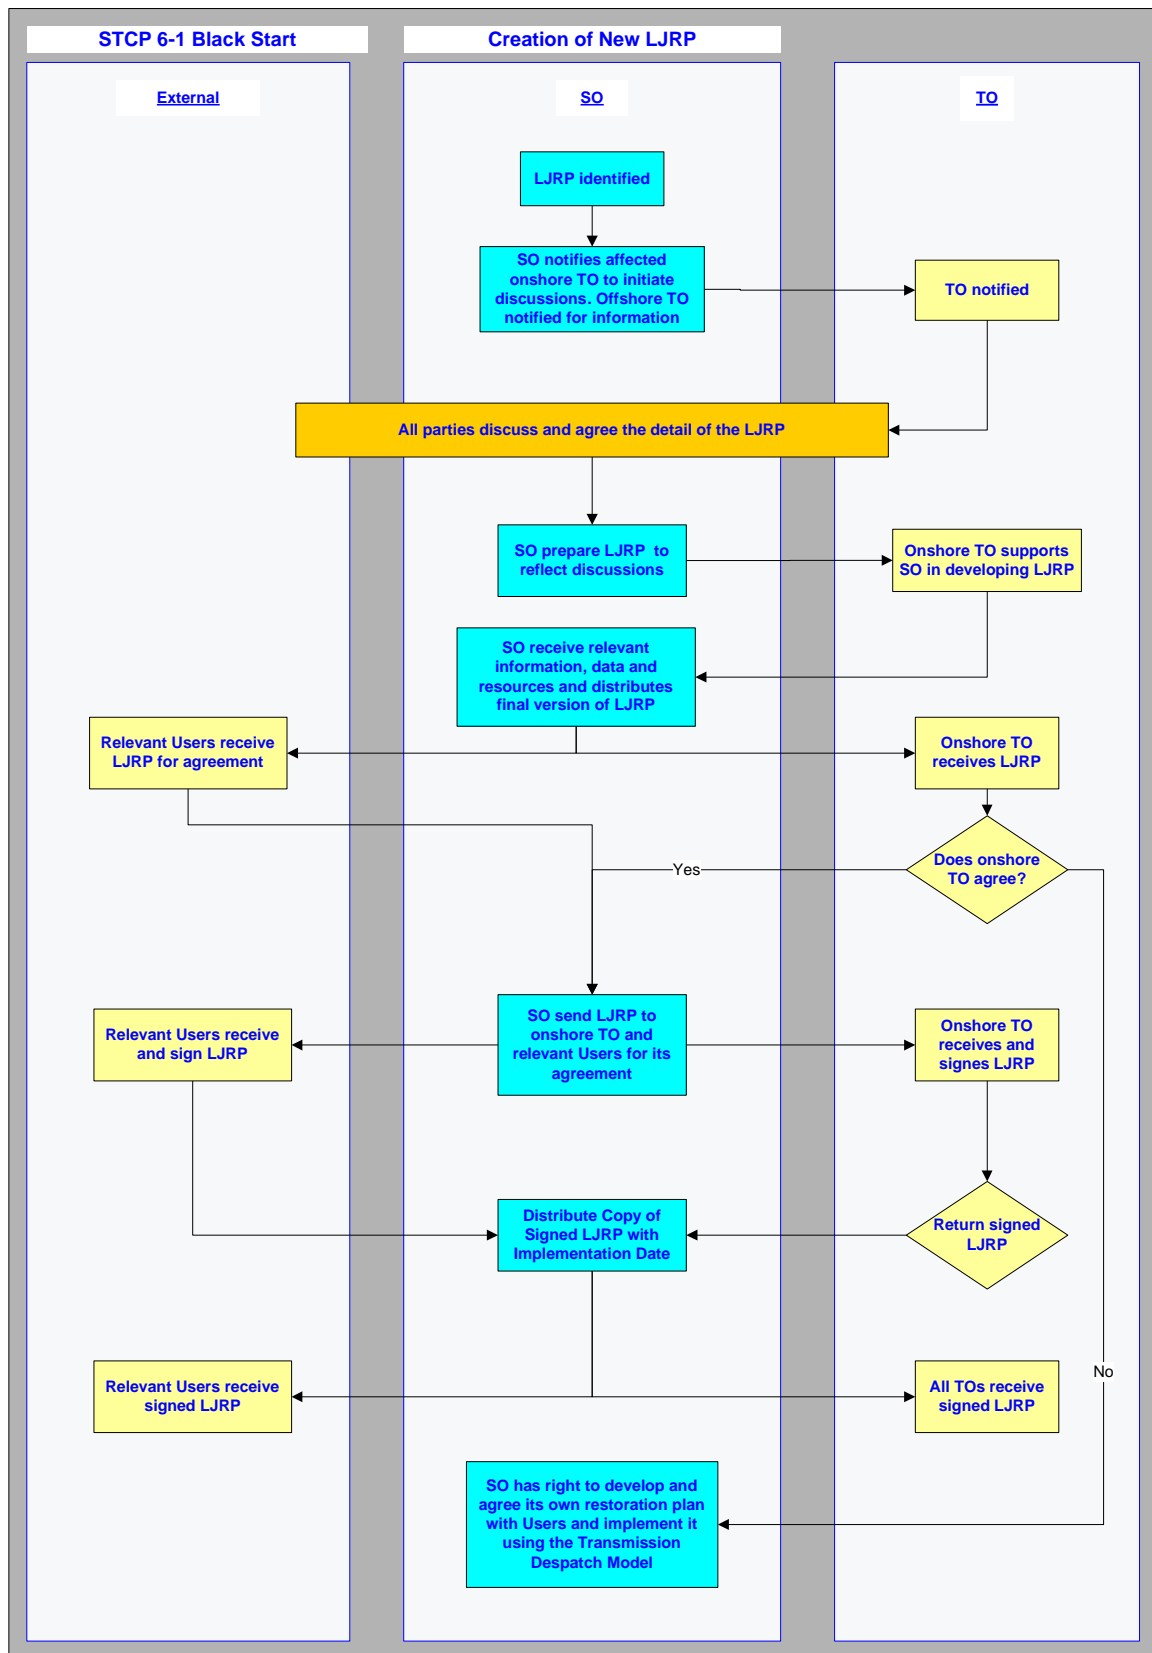 STCP 6-1 Black Start
Creation of New LJRP
External
SO
TO
LJRP identified
SO notifies affected
onshore TO to initiate
discussions. Offshore TO
notified for information
TO notified
All parties discuss and agree the detail of the LJRP
SO prepare LJRP to
reflect discussions
Onshore TO supports
SO in developing LJRP
SO receive relevant
information, data and
resources and distributes
final version of LJRP
Relevant Users receive
LJRP for agreement
Onshore TO
receives LJRP
Does onshore
TO agree?
Yes
SO send LJRP to
onshore TO and
relevant Users for its
agreement
Relevant Users receive
and sign LJRP
Onshore TO
receives and
signes LJRP
Distribute Copy of
Signed LJRP with
Implementation Date
Return signed
LJRP
No
Relevant Users receive
signed LJRP
All TOs receive
signed LJRP
SO has right to develop and
agree its own restoration plan
with Users and implement it
using the Transmission
Despatch Model